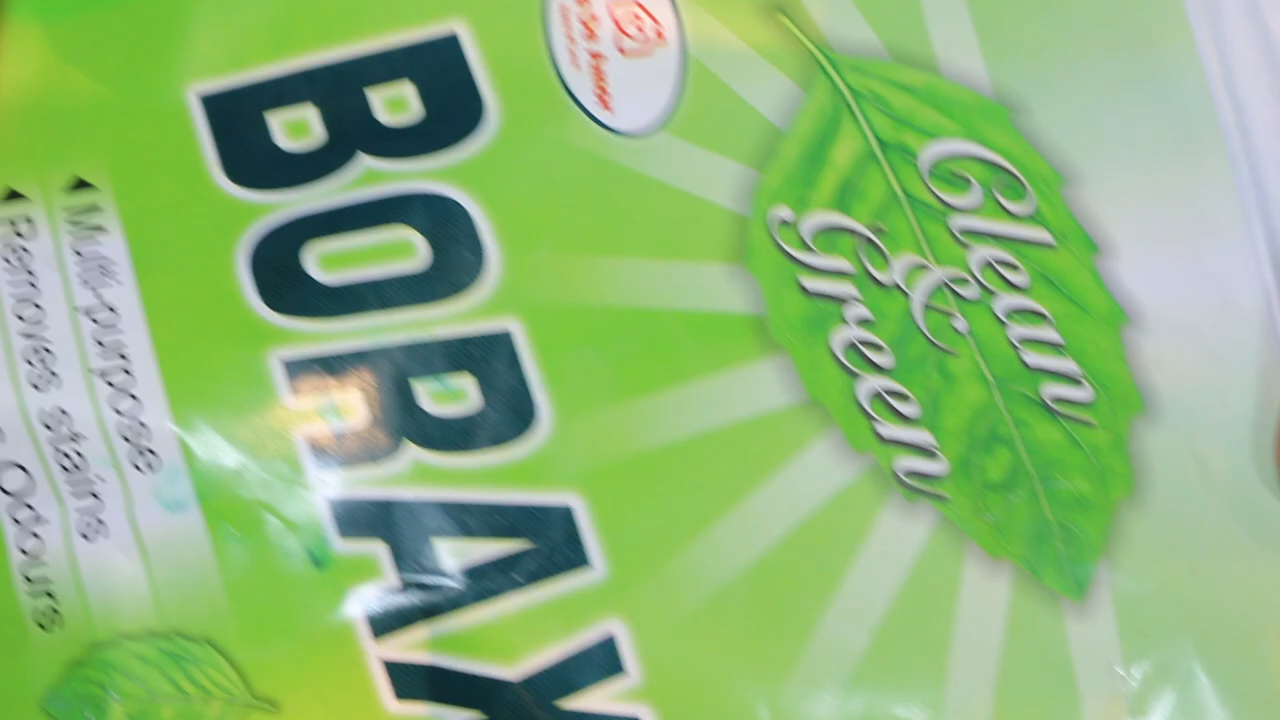 Clean
&
Green
BORAX
Multi-purpose
Removes stains
Odours